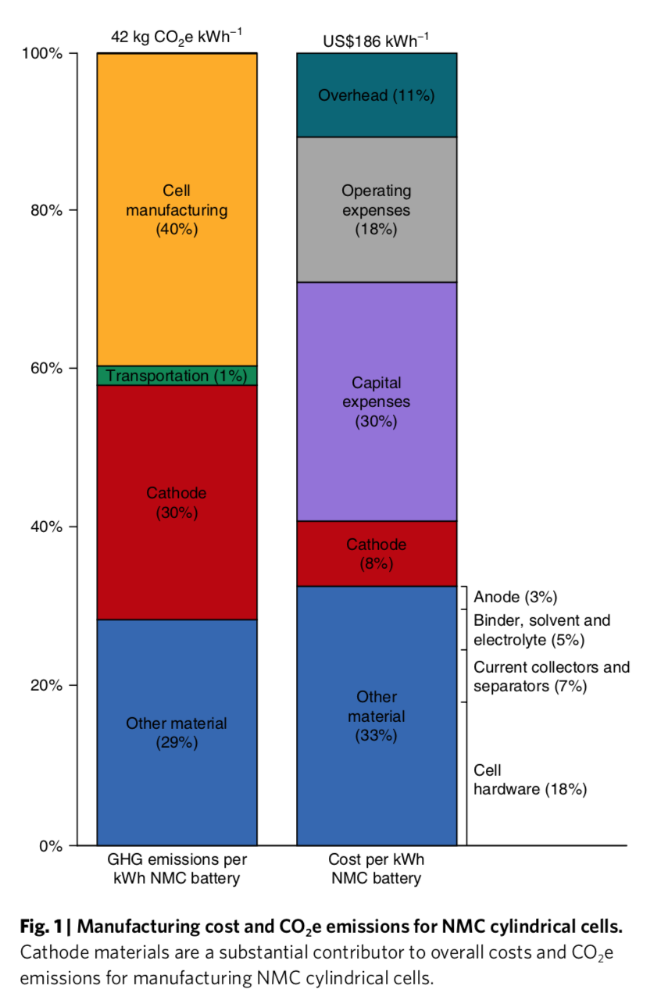 42 kg CO₂e kWh⁻¹
US$186 kWh⁻¹
100%
80%
60%
40%
20%
0%
Cell
manufacturing
(40%)
Transportation (1%)
Cathode
(30%)
Other material
(29%)
Overhead (11%)
Operating
expenses
(18%)
Capital
expenses
(30%)
Cathode
(8%)
Other
material
(33%)
Anode (3%)
Binder, solvent and
electrolyte (5%)
Current collectors and
separators (7%)
Cell
hardware (18%)
GHG emissions per
kWh NMC battery
Cost per kWh
NMC battery
Fig. 1 | Manufacturing cost and CO₂e emissions for NMC cylindrical cells.
Cathode materials are a substantial contributor to overall costs and CO₂e
emissions for manufacturing NMC cylindrical cells.